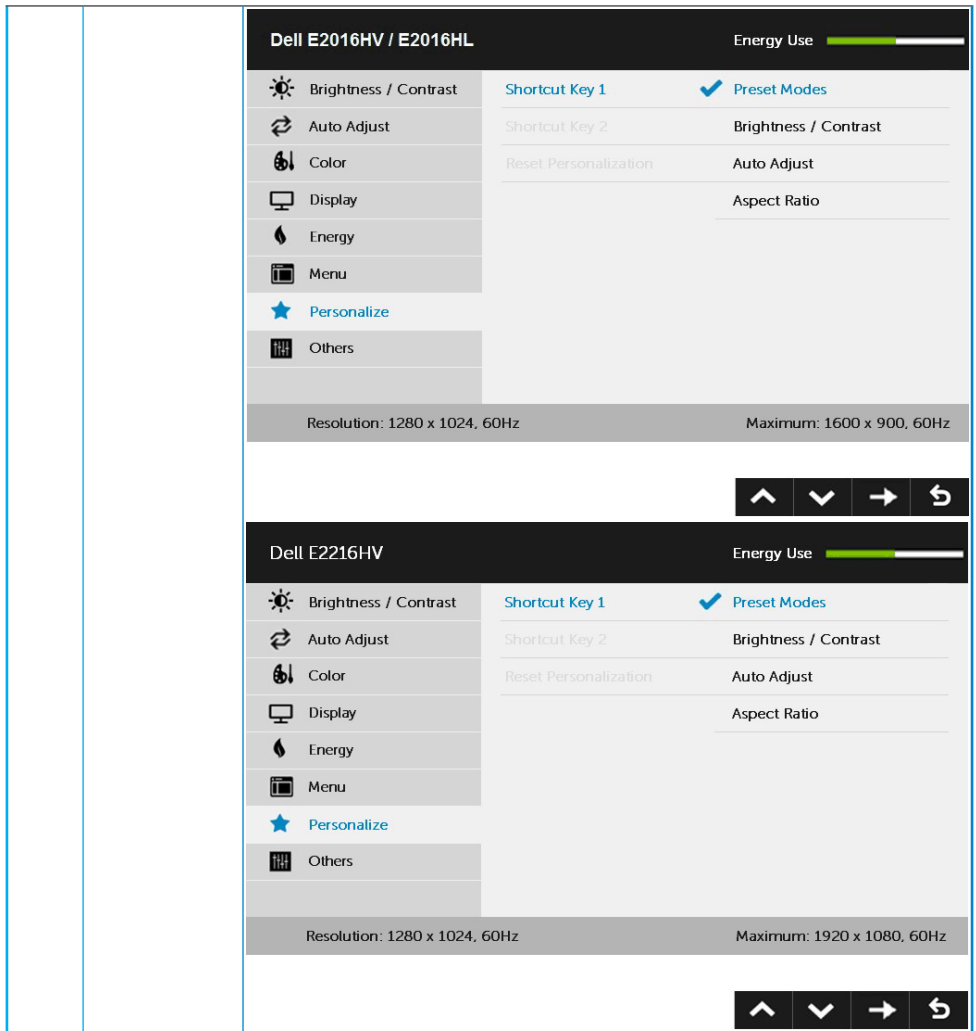 Dell E2016HV / E2016HL Energy Use
Brightness / Contrast Shortcut Key 1 Preset Modes
Auto Adjust Shortcut Key 2 Brightness / Contrast
Color Reset Personalization Auto Adjust
Display Aspect Ratio
Energy
Menu
Personalize
Others
Resolution: 1280 x 1024, 60Hz Maximum: 1600 x 900, 60Hz
Dell E2216HV Energy Use
Brightness / Contrast Shortcut Key 1 Preset Modes
Auto Adjust Shortcut Key 2 Brightness / Contrast
Color Reset Personalization Auto Adjust
Display Aspect Ratio
Energy
Menu
Personalize
Others
Resolution: 1280 x 1024, 60Hz Maximum: 1920 x 1080, 60Hz